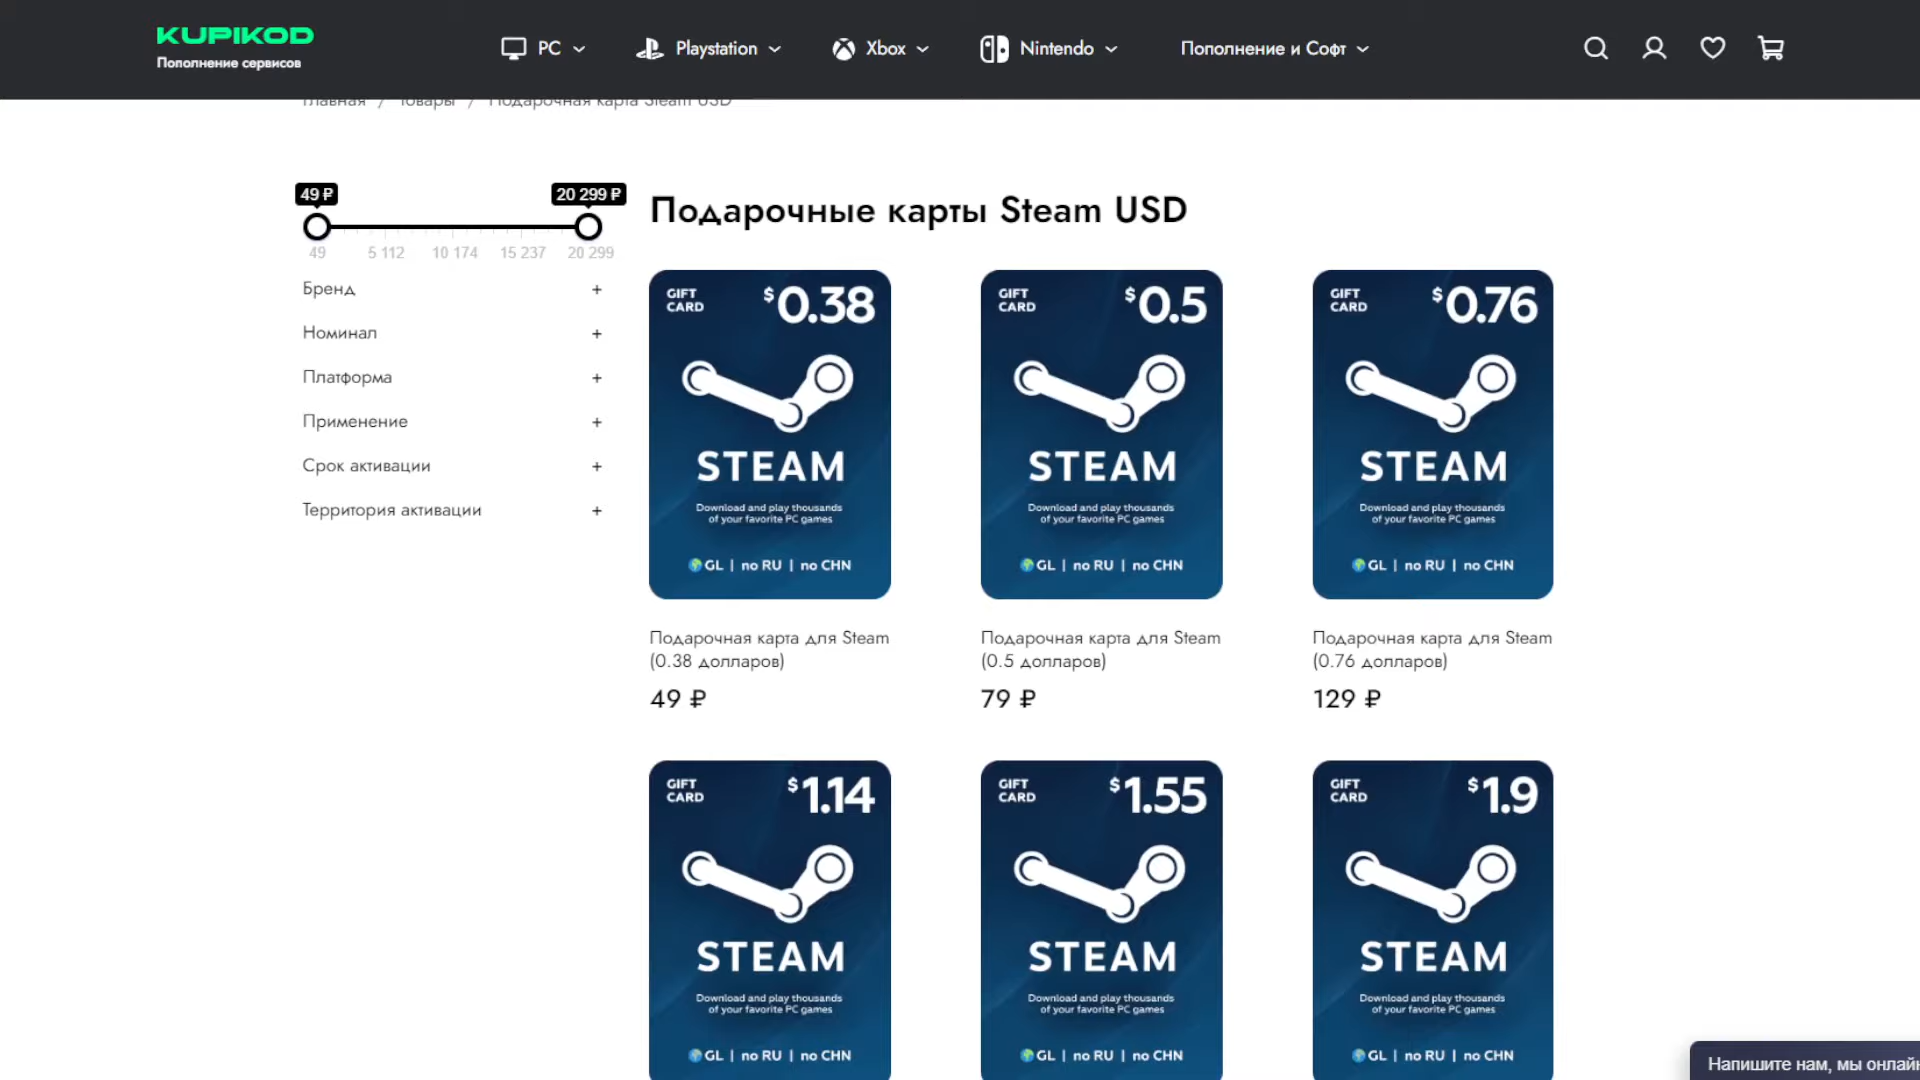 KUPIKOD
Пополнение сервисов
PC
Playstation
Xbox
Nintendo
Пополнение и Софт
Главная / Товары / Подарочная карта Steam USD
49 ₽
20 299 ₽
49 5 112 10 174 15 237 20 299
Бренд +
Номинал +
Платформа +
Применение +
Срок активации +
Территория активации +
Подарочные карты Steam USD
GIFT
CARD
$0.38
STEAM
Download and play thousands
of your favorite PC games
GL | no RU | no CHN
Подарочная карта для Steam
(0.38 долларов)
49 ₽
GIFT
CARD
$0.5
STEAM
Download and play thousands
of your favorite PC games
GL | no RU | no CHN
Подарочная карта для Steam
(0.5 долларов)
79 ₽
GIFT
CARD
$0.76
STEAM
Download and play thousands
of your favorite PC games
GL | no RU | no CHN
Подарочная карта для Steam
(0.76 долларов)
129 ₽
GIFT
CARD
$1.14
STEAM
Download and play thousands
of your favorite PC games
GL | no RU | no CHN
GIFT
CARD
$1.55
STEAM
Download and play thousands
of your favorite PC games
GL | no RU | no CHN
GIFT
CARD
$1.9
STEAM
Download and play thousands
of your favorite PC games
GL | no RU | no CHN
Напишите нам, мы онлайн